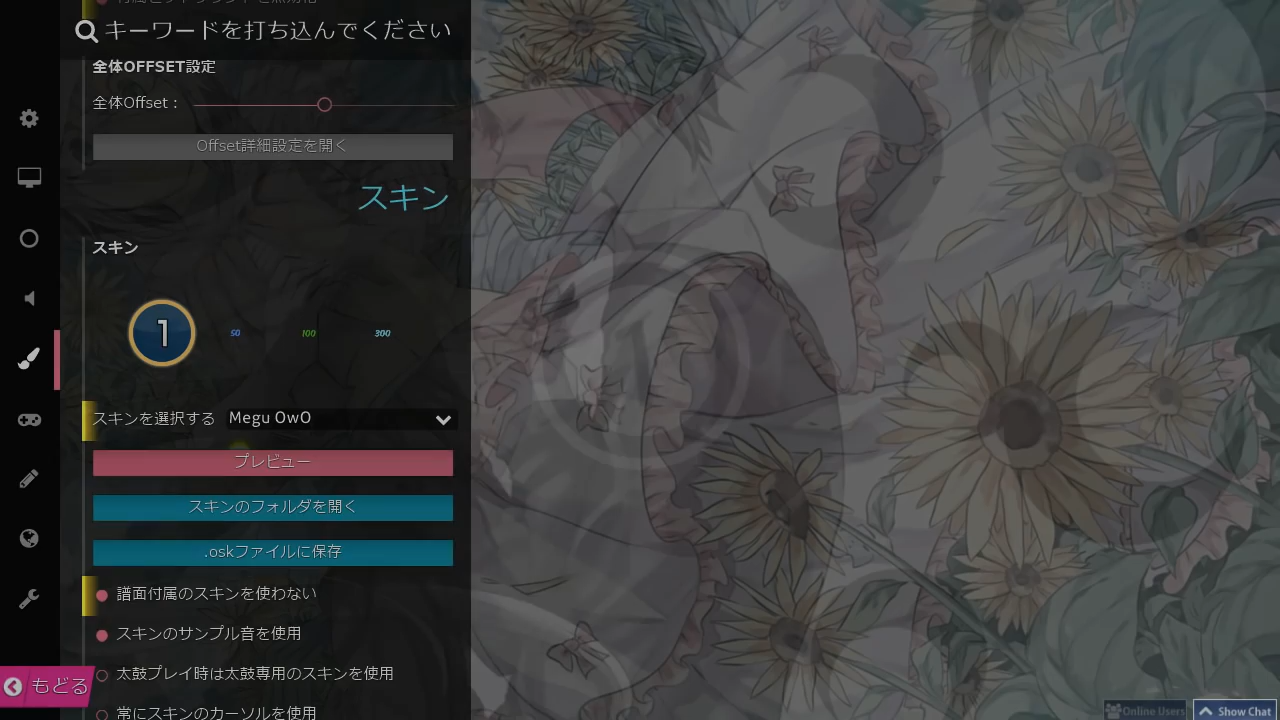 キーワードを打ち込んでください
全体OFFSET設定
全体Offset：
Offset詳細設定を開く
スキン
スキン
1
50
100
300
スキンを選択する Megu OwO
プレビュー
スキンのフォルダを開く
.oskファイルに保存
譜面付属のスキンを使わない
スキンのサンプル音を使用
太鼓プレイ時は太鼓専用のスキンを使用
もどる
常にスキンのカーソルを使用
Online Users
Show Chat